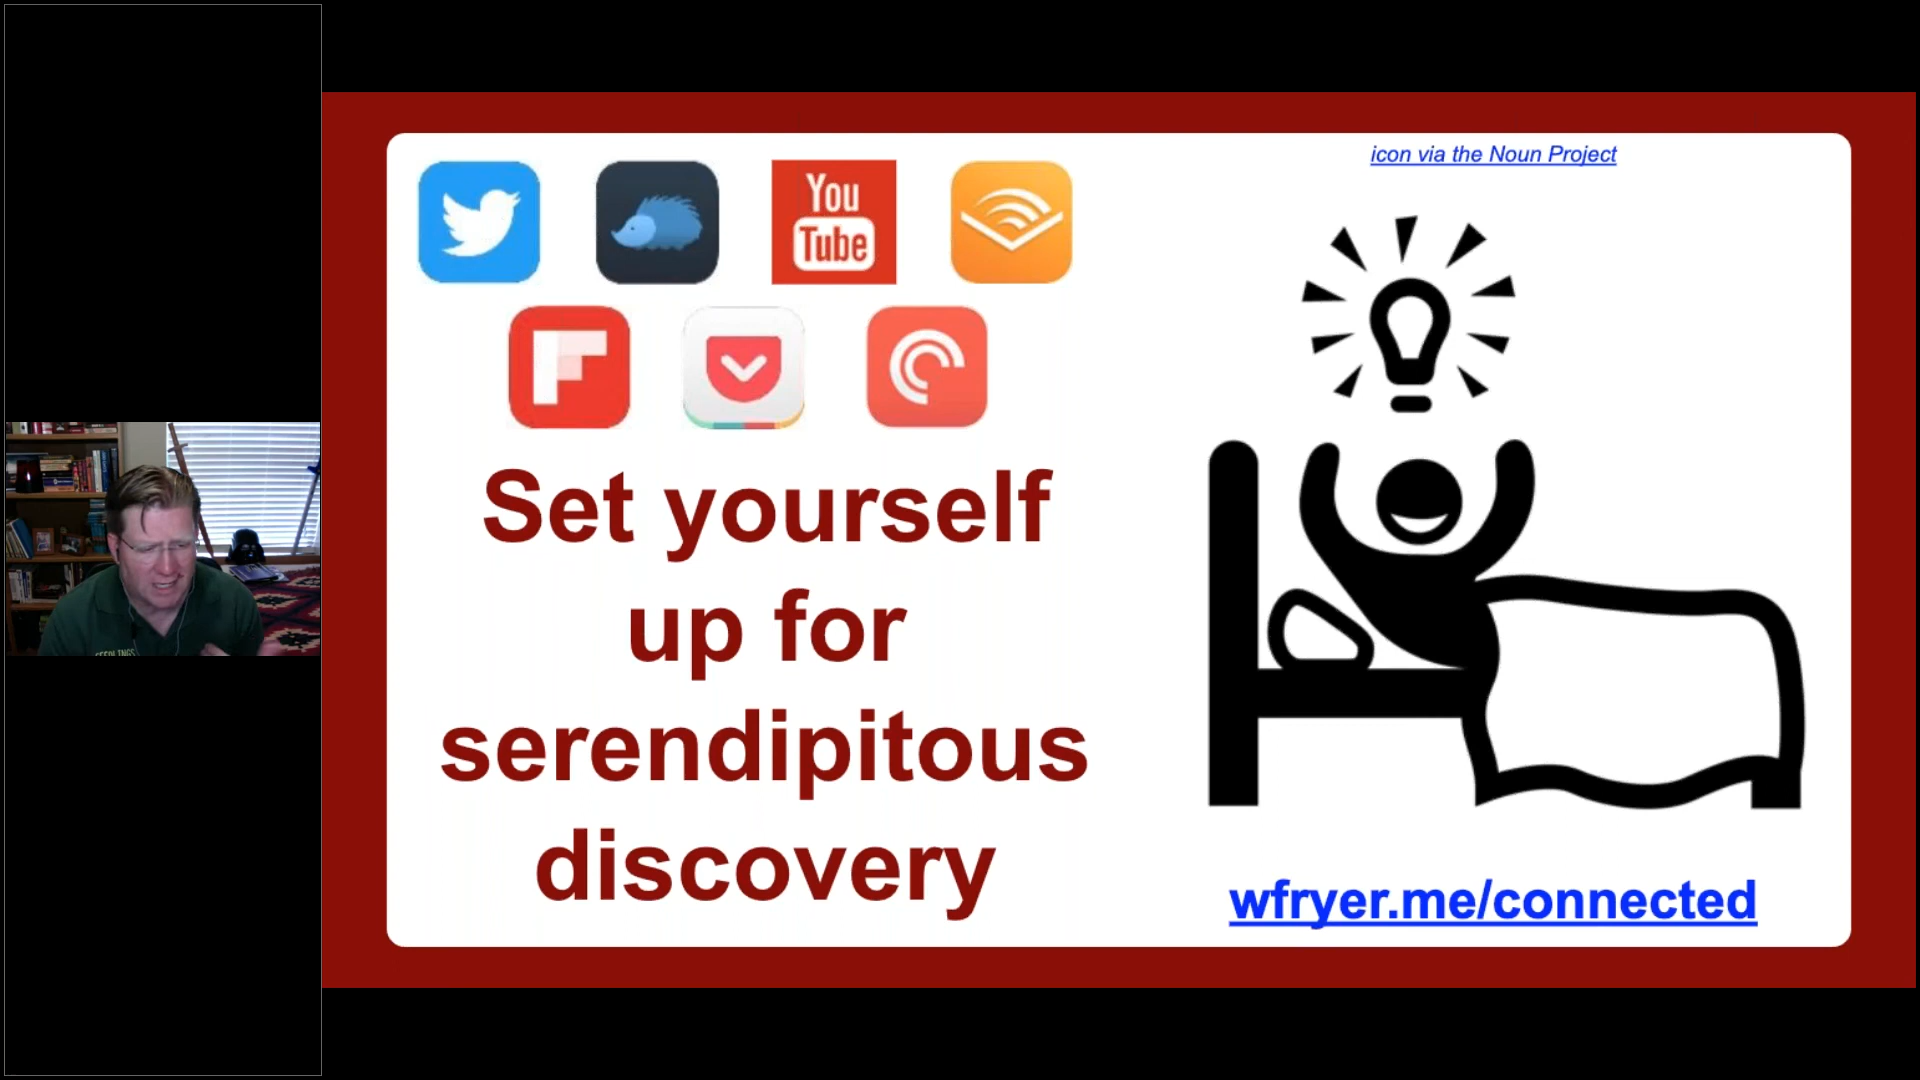 icon via the Noun Project
You
Tube
Set yourself
up for
serendipitous
discovery
wfryer.me/connected